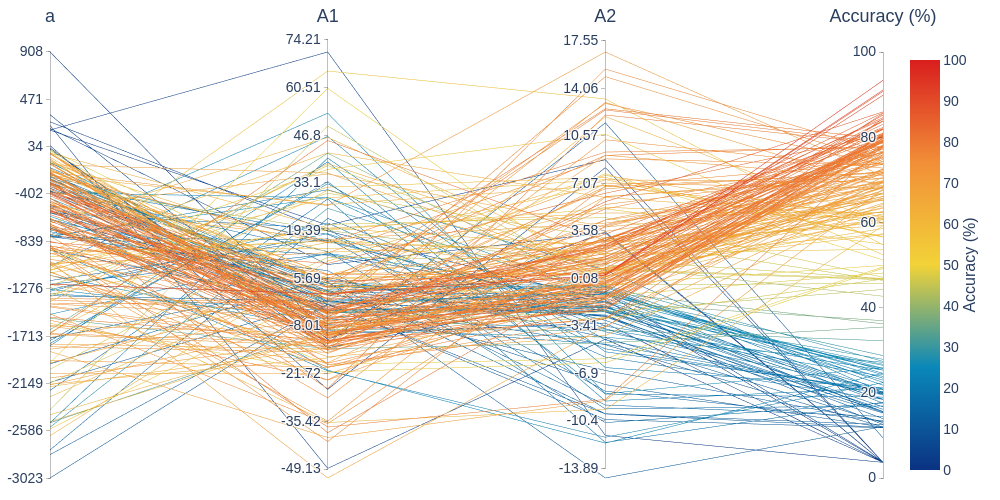 a A1 A2 Accuracy (%)
908 74.21 17.55 100 100
471 60.51 14.06 90
34 46.8 10.57 80 80
-402 33.1 7.07 70
-839 19.39 3.58 60 60
-1276 5.69 0.08 50
-1713 -8.01 -3.41 40 40
-2149 -21.72 -6.9 20 30
-2586 -35.42 -10.4 20
-3023 -49.13 -13.89 0 10
0
Accuracy (%)